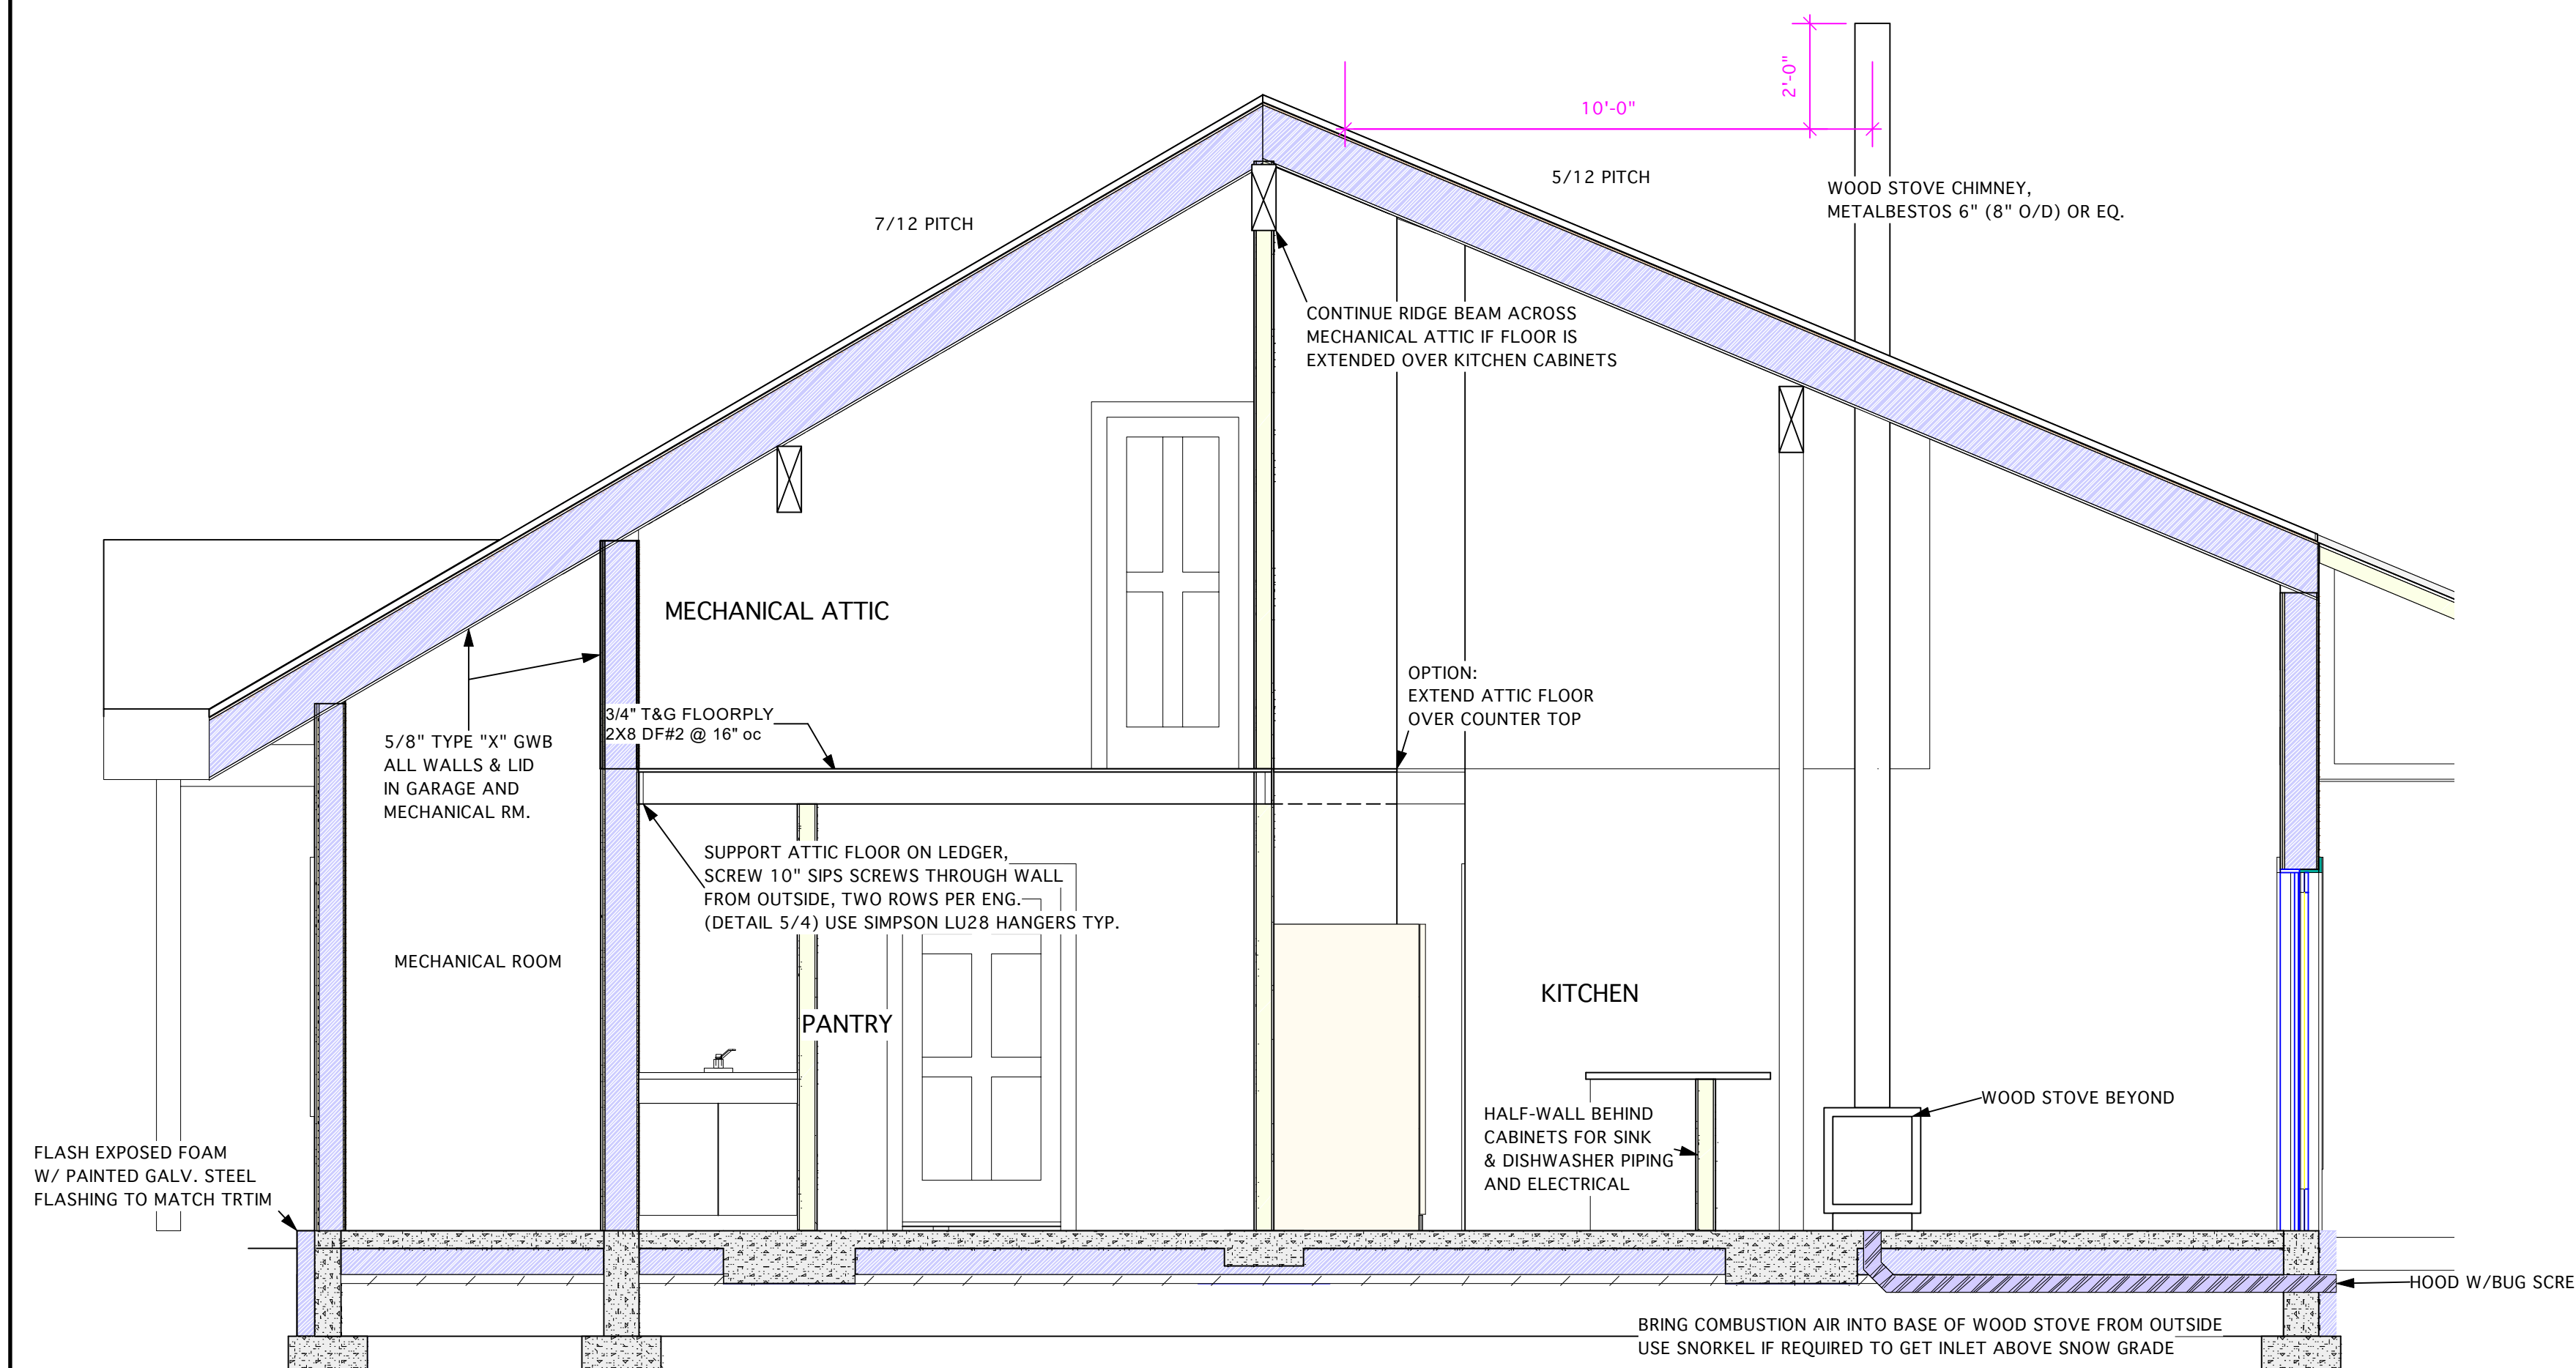 2'-0"
10'-0"
5/12 PITCH
WOOD STOVE CHIMNEY,
METALBESTOS 6" (8" O/D) OR EQ.
7/12 PITCH
CONTINUE RIDGE BEAM ACROSS
MECHANICAL ATTIC IF FLOOR IS
EXTENDED OVER KITCHEN CABINETS
MECHANICAL ATTIC
OPTION:
EXTEND ATTIC FLOOR
OVER COUNTER TOP
3/4" T&G FLOORPLY
2X8 DF#2 @ 16" oc
5/8" TYPE "X" GWB
ALL WALLS & LID
IN GARAGE AND
MECHANICAL RM.
SUPPORT ATTIC FLOOR ON LEDGER,
SCREW 10" SIPS SCREWS THROUGH WALL
FROM OUTSIDE, TWO ROWS PER ENG.
(DETAIL 5/4) USE SIMPSON LU28 HANGERS TYP.
MECHANICAL ROOM
KITCHEN
PANTRY
WOOD STOVE BEYOND
HALF-WALL BEHIND
CABINETS FOR SINK
& DISHWASHER PIPING
AND ELECTRICAL
FLASH EXPOSED FOAM
W/ PAINTED GALV. STEEL
FLASHING TO MATCH TRTIM
HOOD W/BUG SCRE
BRING COMBUSTION AIR INTO BASE OF WOOD STOVE FROM OUTSIDE
USE SNORKEL IF REQUIRED TO GET INLET ABOVE SNOW GRADE